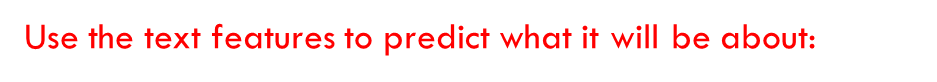 Use the text features to predict what it will be about: